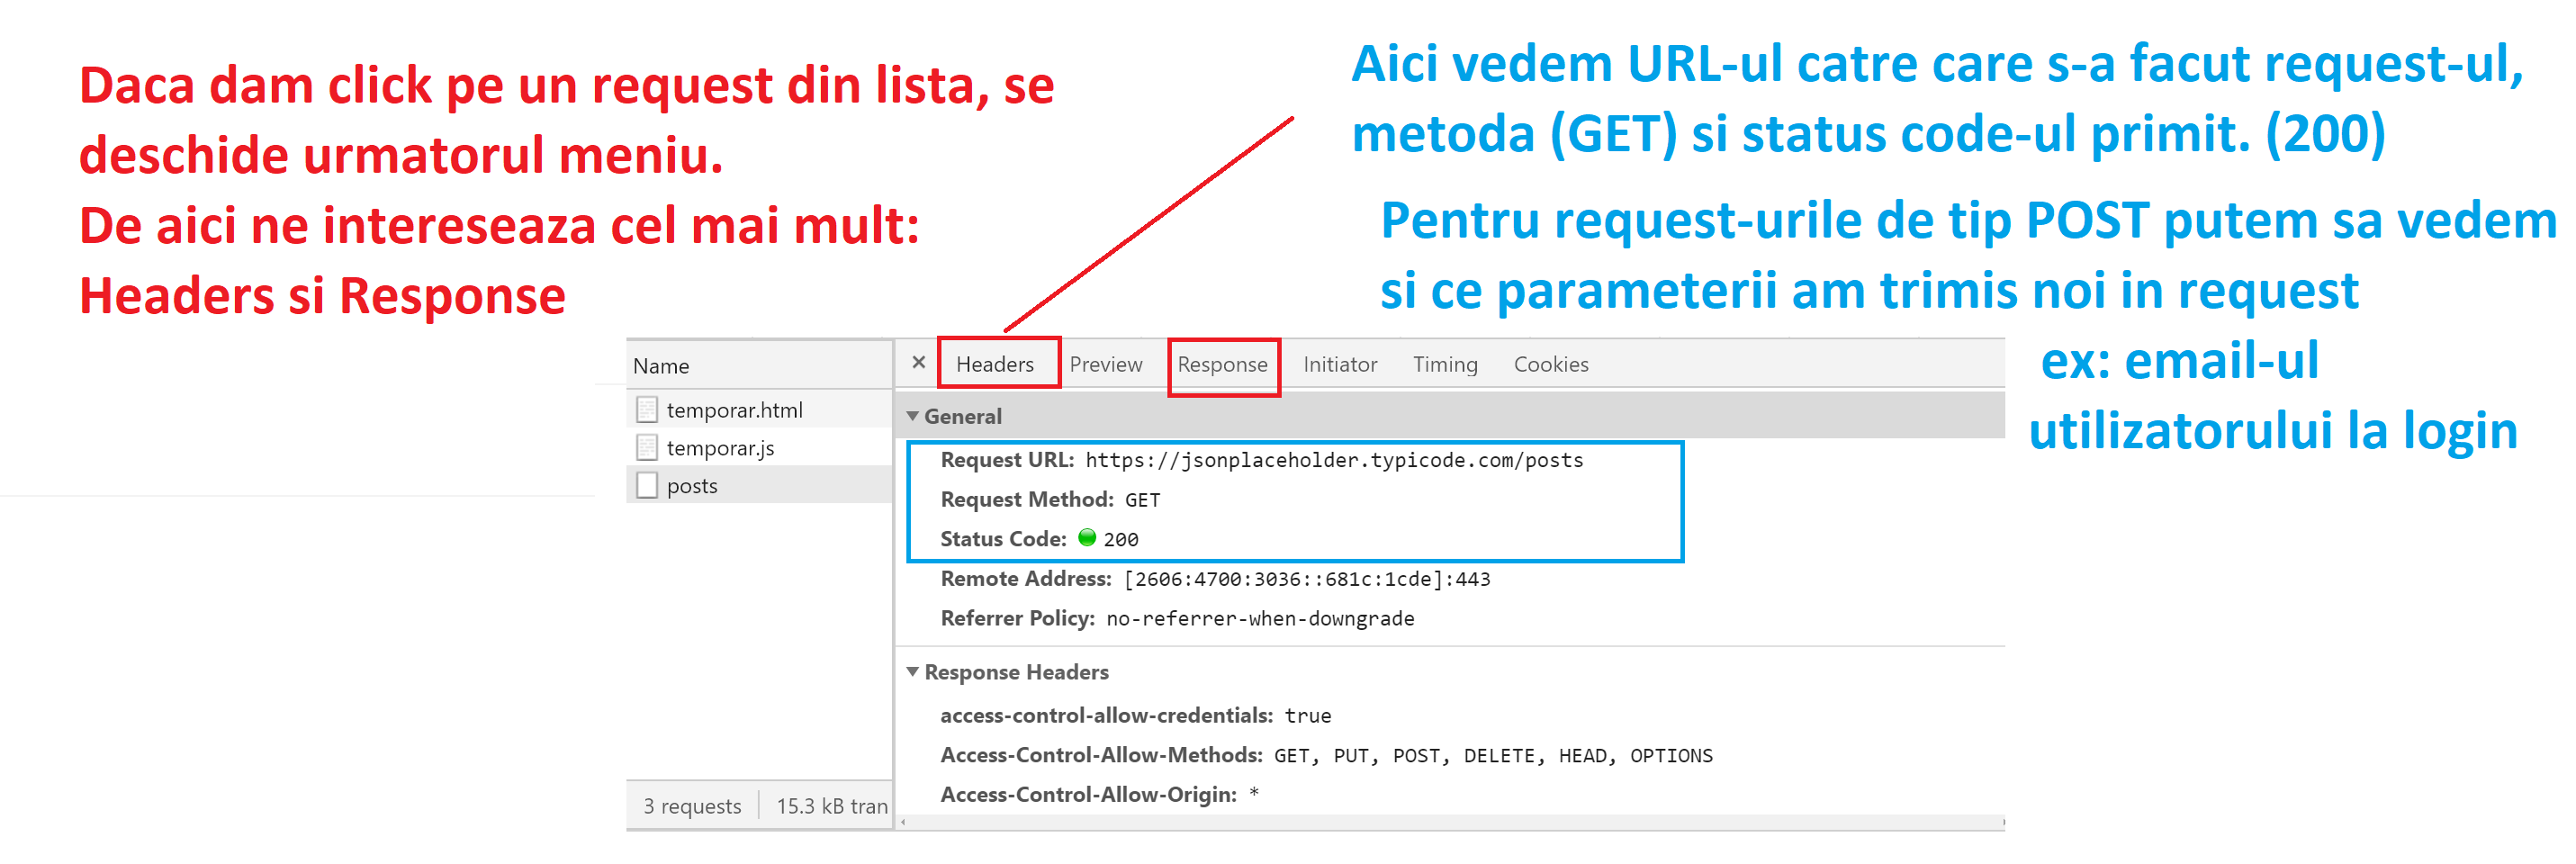 Daca dam click pe un request din lista, se
deschide urmatorul meniu.
De aici ne intereseaza cel mai mult:
Headers si Response
Aici vedem URL-ul catre care s-a facut request-ul,
metoda (GET) si status code-ul primit. (200)
Pentru request-urile de tip POST putem sa vedem
si ce parameterii am trimis noi in request
ex: email-ul
utilizatorului la login
Name
temporar.html
temporar.js
posts
3 requests 15.3 kB tran
× Headers Preview Response Initiator Timing Cookies
General
Request URL: https://jsonplaceholder.typicode.com/posts
Request Method: GET
Status Code: 200
Remote Address: [2606:4700:3036::681c:1cde]:443
Referrer Policy: no-referrer-when-downgrade
Response Headers
access-control-allow-credentials: true
Access-Control-Allow-Methods: GET, PUT, POST, DELETE, HEAD, OPTIONS
Access-Control-Allow-Origin: *